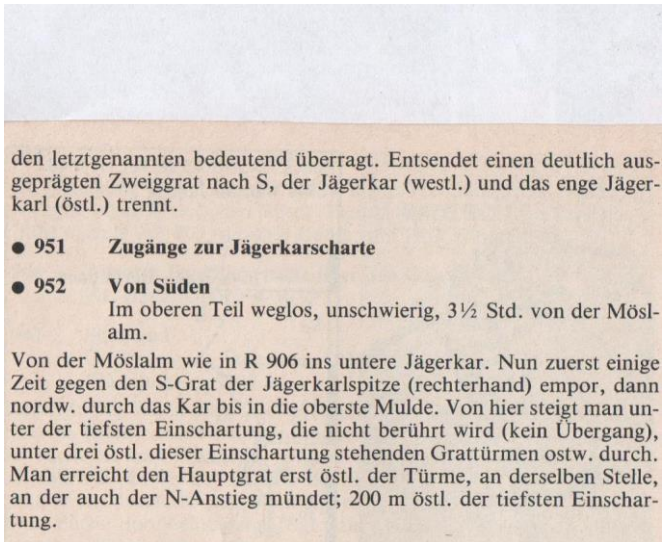 den letztgenannten bedeutend überragt. Entsendet einen deutlich aus-
geprägten Zweiggrat nach S, der Jägerkar (westl.) und das enge Jäger-
karl (östl.) trennt.
● 951 Zugänge zur Jägerkarscharte
● 952 Von Süden
Im oberen Teil weglos, unschwierig, 3½ Std. von der Mösl-
alm.
Von der Möslalm wie in R 906 ins untere Jägerkar. Nun zuerst einige
Zeit gegen den S-Grat der Jägerkarlspitze (rechterhand) empor, dann
nordw. durch das Kar bis in die oberste Mulde. Von hier steigt man un-
ter der tiefsten Einschartung, die nicht berührt wird (kein Übergang),
unter drei östl. dieser Einschartung stehenden Grattürmen ostw. durch.
Man erreicht den Hauptgrat erst östl. der Türme, an derselben Stelle,
an der auch der N-Anstieg mündet; 200 m östl. der tiefsten Einschar-
tung.